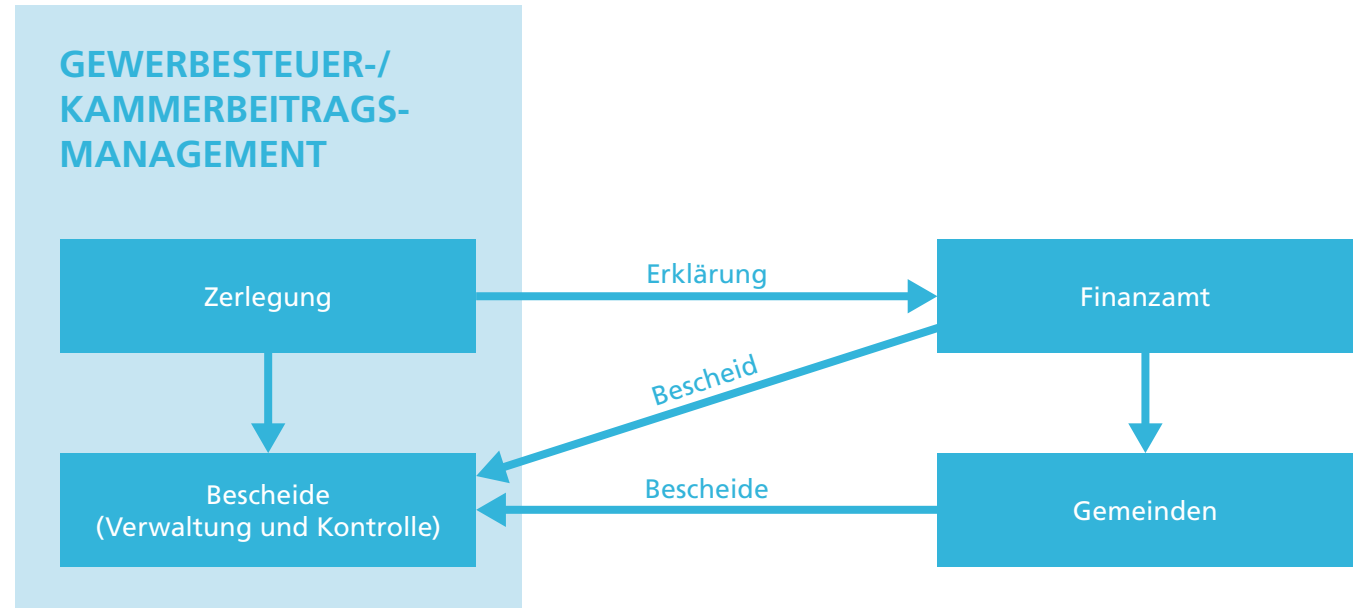 GEWERBESTEUER-/
KAMMERBEITRAGS-
MANAGEMENT
Zerlegung
Erklärung
Finanzamt
Bescheid
Bescheide
(Verwaltung und Kontrolle)
Bescheide
Gemeinden